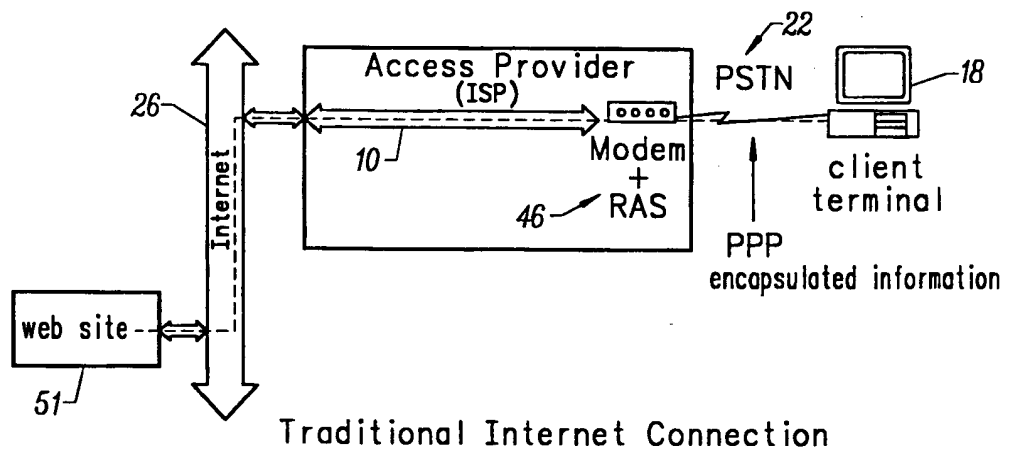 22
Access Provider
(ISP)
PSTN
18
26
10
Modem
+
RAS
46
client
terminal
Internet
PPP
encapsulated information
web site
51
Traditional Internet Connection